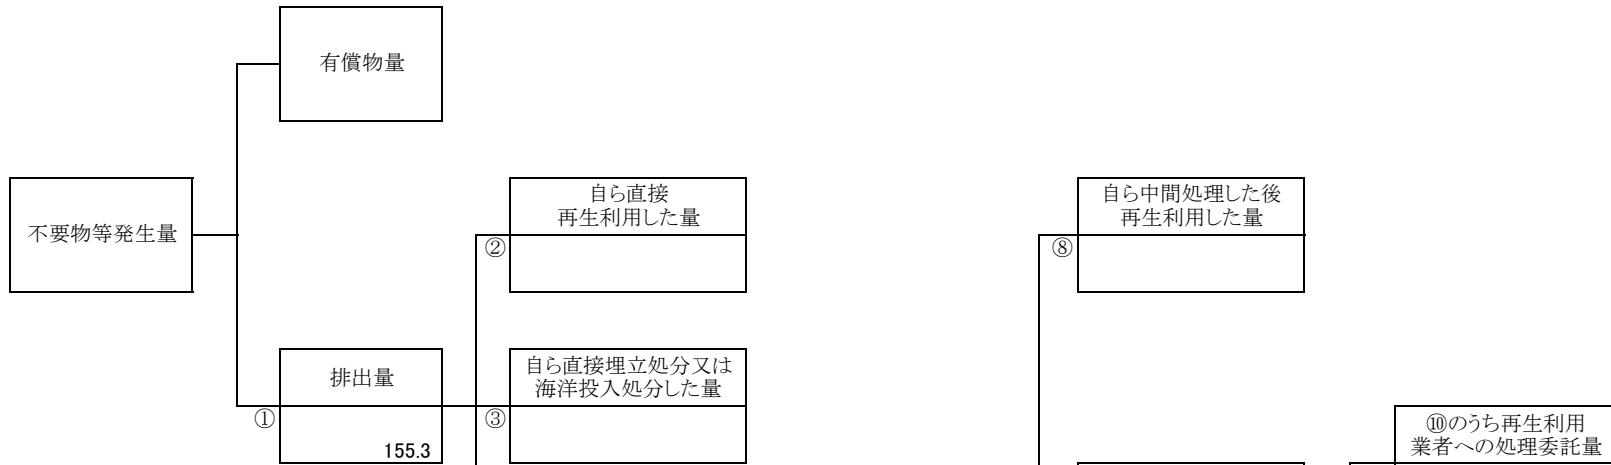 有償物量
不要物等発生量
自ら直接
再生利用した量
②
自ら中間処理した後
再生利用した量
⑧
排出量
①
155.3
自ら直接埋立処分又は
海洋投入処分した量
③
⑩のうち再生利用
業者への処理委託量